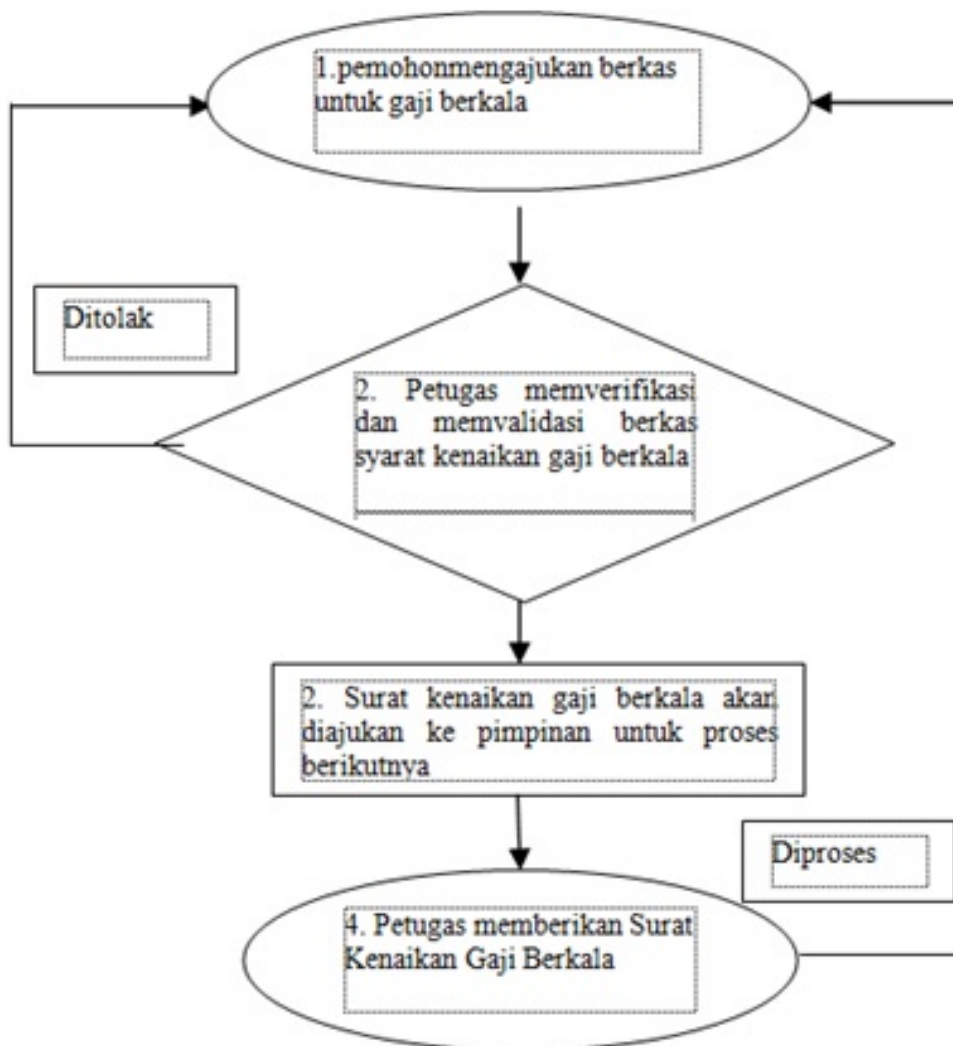 1.pemohonmengajukan berkas
untuk gaji berkala
Ditolak
2. Petugas memverifikasi
dan memvalidasi berkas
syarat kenaikan gaji berkala
2. Surat kenaikan gaji berkala akan
diajukan ke pimpinan untuk proses
berikutnya
Diproses
4. Petugas memberikan Surat
Kenaikan Gaji Berkala